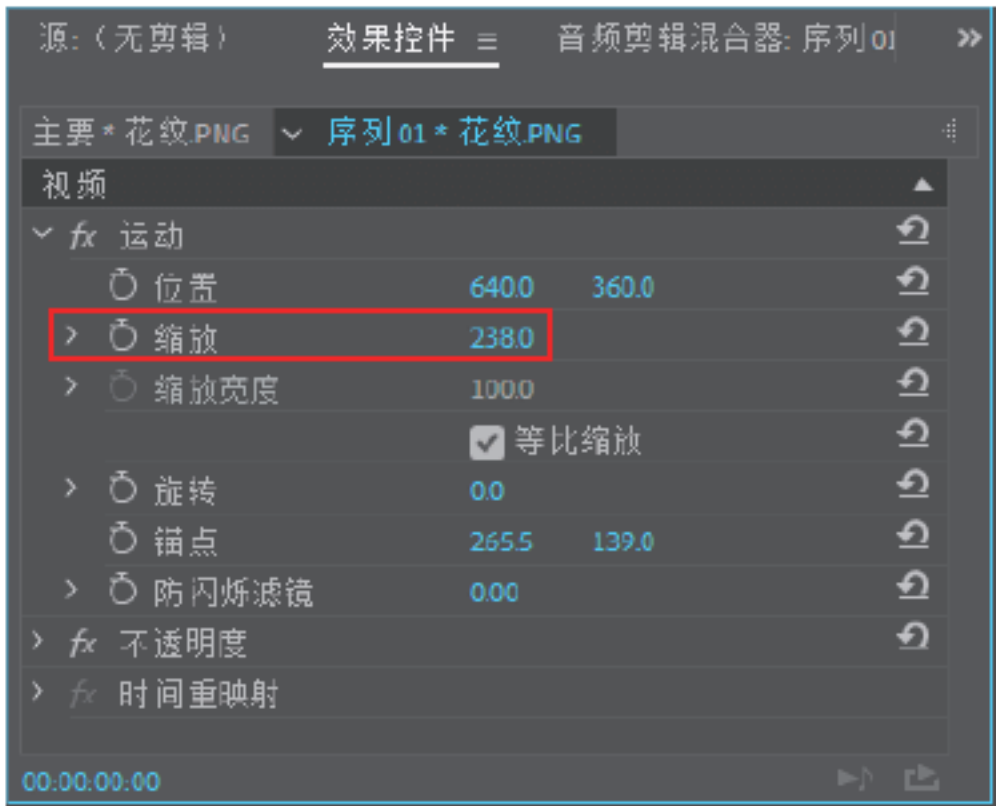 源:（无剪辑） 效果控件 音频剪辑混合器: 序列 01
主要 * 花纹.PNG 序列 01 * 花纹.PNG
视频
fx 运动
位置 640.0 360.0
缩放 238.0
缩放宽度 100.0
等比缩放
旋转 0.0
锚点 265.5 139.0
防闪烁滤镜 0.00
fx 不透明度
fx 时间重映射
00:00:00:00